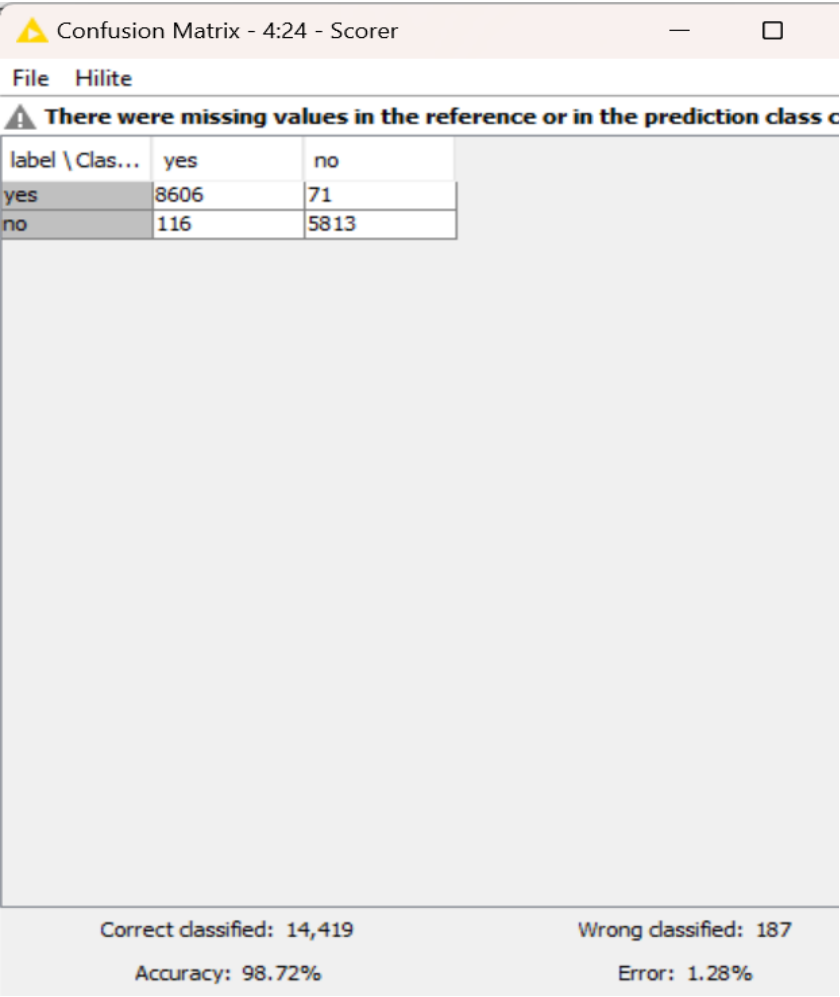 Confusion Matrix - 4:24 - Scorer
File Hilite
There were missing values in the reference or in the prediction class c
label \ Clas... yes no
yes 8606 71
no 116 5813
Correct classified: 14,419 Wrong classified: 187
Accuracy: 98.72% Error: 1.28%